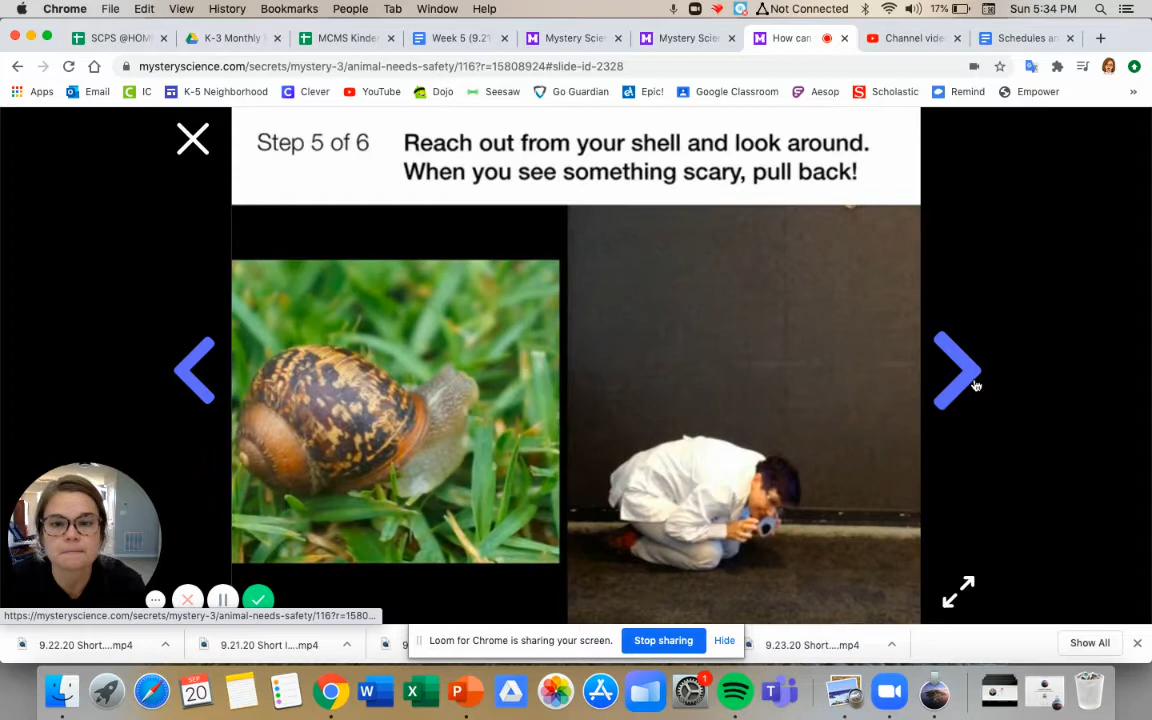 Chrome File Edit View History Bookmarks People Tab Window Help Not Connected 17% Sun 5:34 PM
SCPS @HOM K-3 Monthly MCMS Kinder Week 5 (9.21 Mystery Scie Mystery Scie How can Channel vide Schedules an
mysteryscience.com/secrets/mystery-3/animal-needs-safety/116?r=15808924#slide-id-2328
Apps Email IC K-5 Neighborhood Clever YouTube Dojo Seesaw Go Guardian Epic! Google Classroom Aesop Scholastic Remind Empower »
Step 5 of 6 Reach out from your shell and look around.
When you see something scary, pull back!
https://mysteryscience.com/secrets/mystery-3/animal-needs-safety/116?r=1580...
9.22.20 Short....mp4 9.21.20 Short I....mp4 Loom for Chrome is sharing your screen. Stop sharing Hide 9.23.20 Short....mp4 Show All
SEP
20